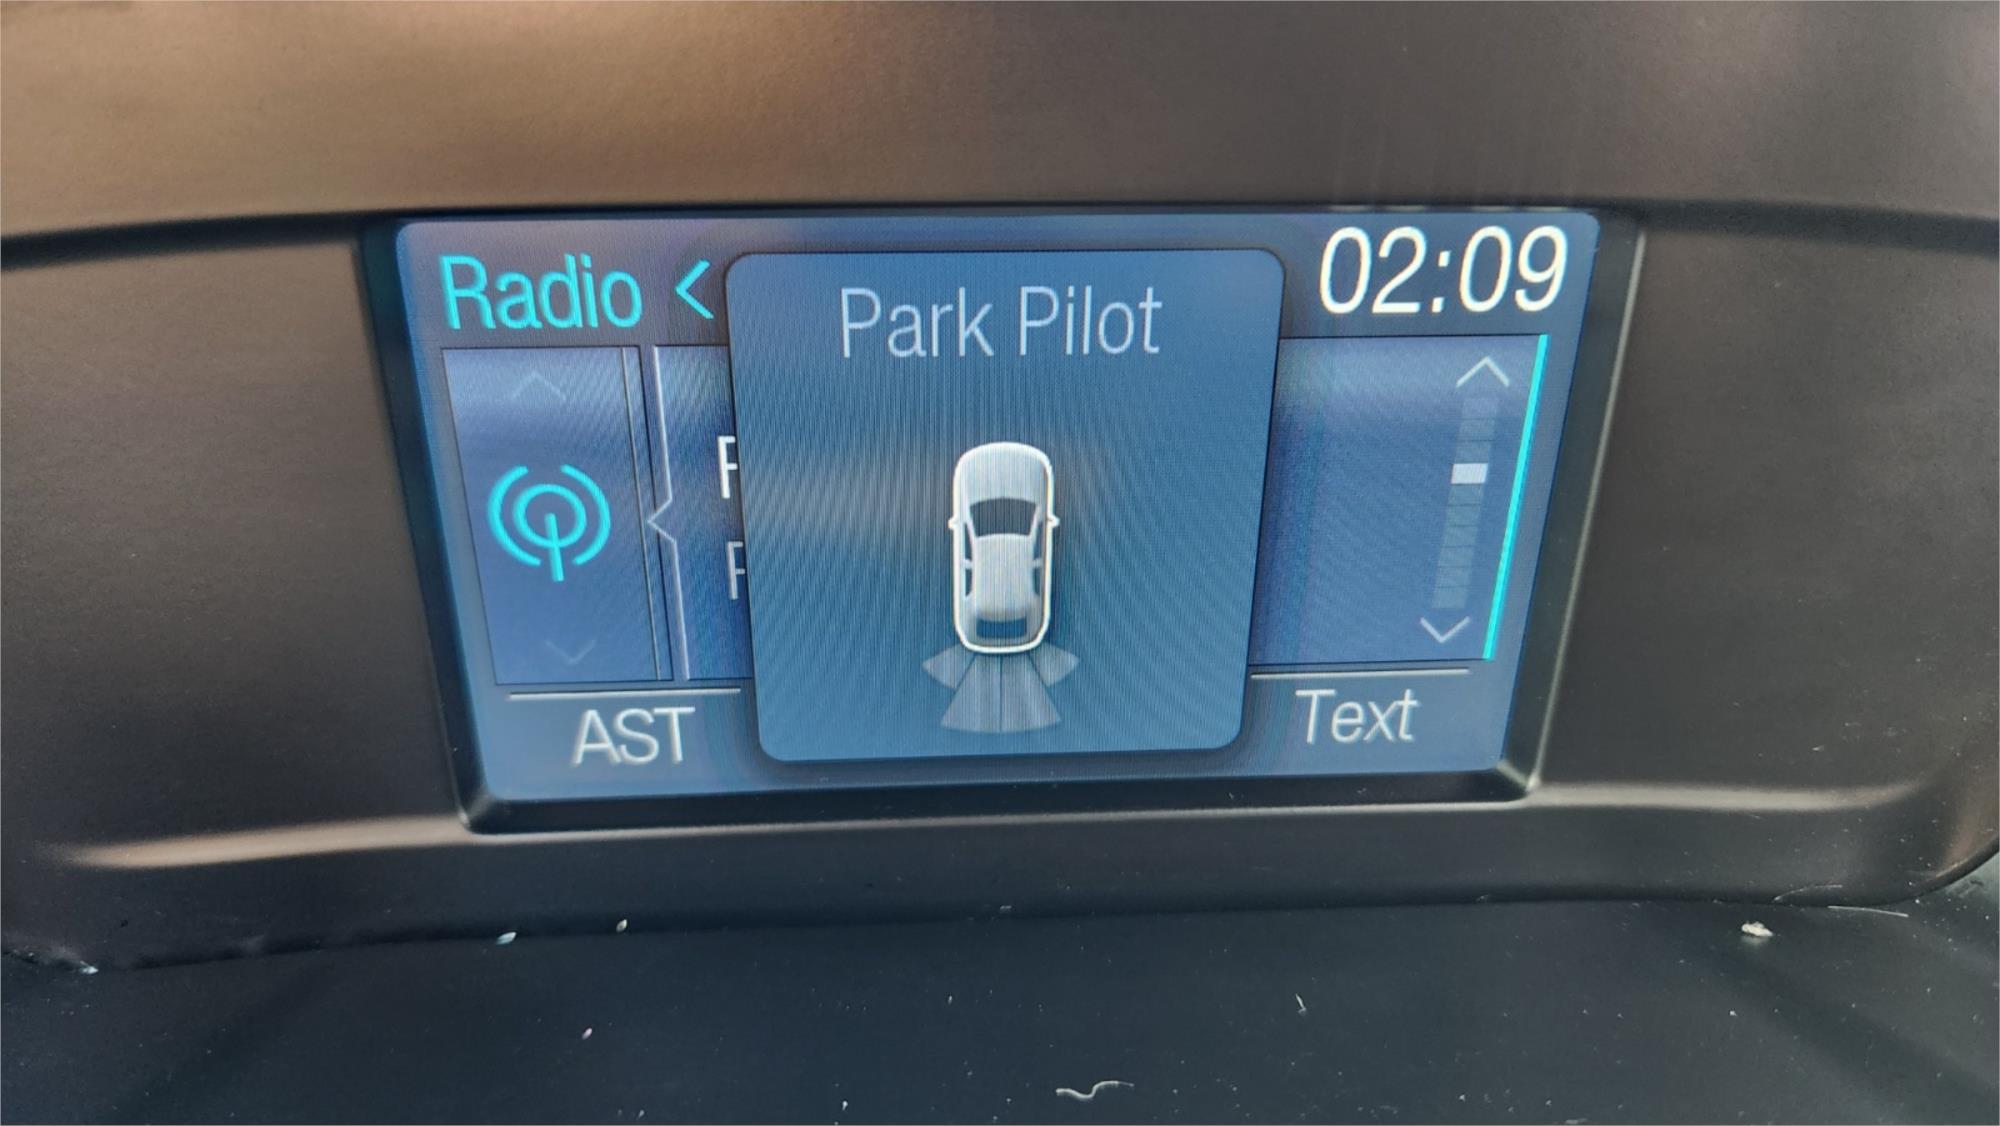 Radio <
02:09
Park Pilot
AST
Text